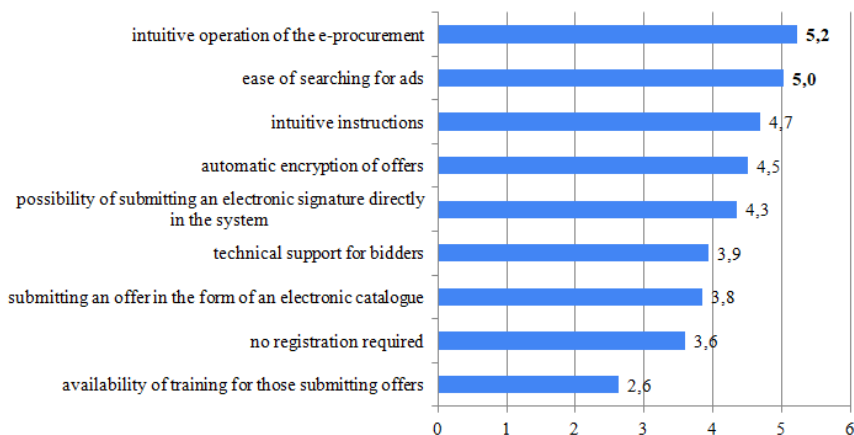 intuitive operation of the e-procurement 5,2
ease of searching for ads 5,0
intuitive instructions 4,7
automatic encryption of offers 4,5
possibility of submitting an electronic signature directly
in the system 4,3
technical support for bidders 3,9
submitting an offer in the form of an electronic catalogue 3,8
no registration required 3,6
availability of training for those submitting offers 2,6
0 1 2 3 4 5 6